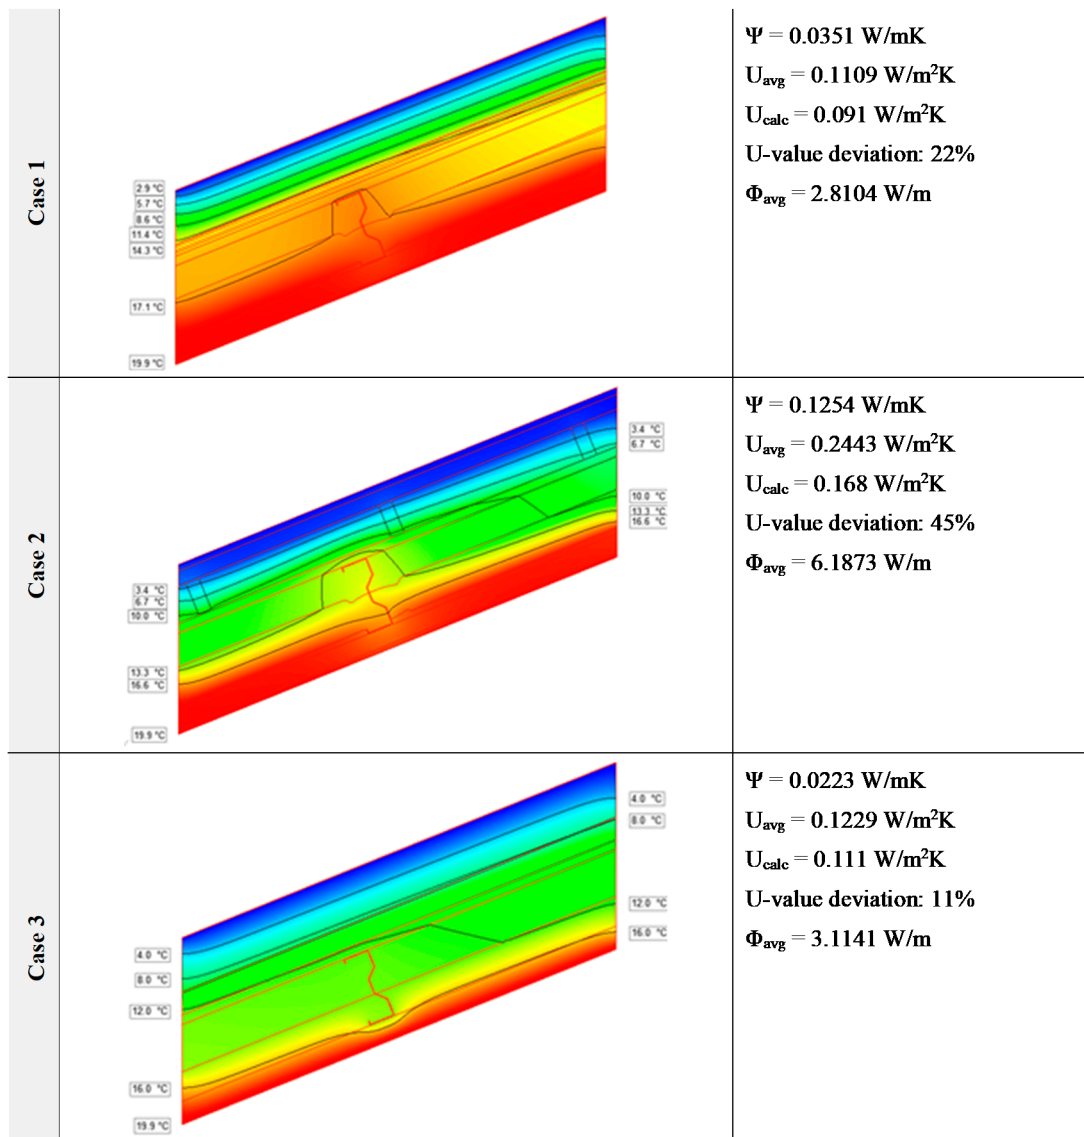 Case 1
2.9 °C
5.7 °C
8.6 °C
11.4 °C
14.3 °C
17.1 °C
19.9 °C
Ψ = 0.0351 W/mK
Uavg = 0.1109 W/m²K
Ucalc = 0.091 W/m²K
U-value deviation: 22%
Φavg = 2.8104 W/m
Case 2
3.4 °C
6.7 °C
10.0 °C
13.3 °C
16.6 °C
19.9 °C
3.4 °C
6.7 °C
10.0 °C
13.3 °C
16.6 °C
Ψ = 0.1254 W/mK
Uavg = 0.2443 W/m²K
Ucalc = 0.168 W/m²K
U-value deviation: 45%
Φavg = 6.1873 W/m
Case 3
4.0 °C
8.0 °C
12.0 °C
16.0 °C
19.9 °C
4.0 °C
8.0 °C
12.0 °C
16.0 °C
Ψ = 0.0223 W/mK
Uavg = 0.1229 W/m²K
Ucalc = 0.111 W/m²K
U-value deviation: 11%
Φavg = 3.1141 W/m